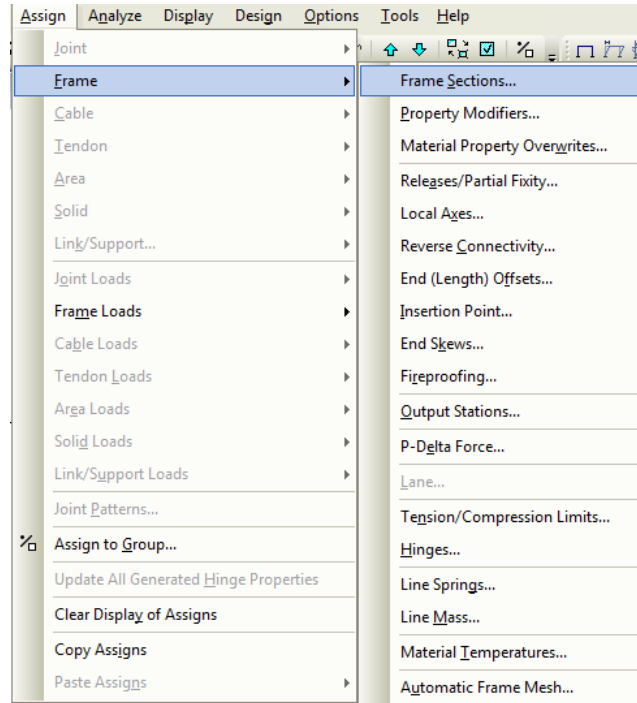 Assign Analyze Display Design Options Tools Help
Joint
Frame
Cable
Tendon
Area
Solid
Link/Support...
Joint Loads
Frame Loads
Cable Loads
Tendon Loads
Area Loads
Solid Loads
Link/Support Loads
Joint Patterns...
Assign to Group...
Update All Generated Hinge Properties
Clear Display of Assigns
Copy Assigns
Paste Assigns
Frame Sections...
Property Modifiers...
Material Property Overwrites...
Releases/Partial Fixity...
Local Axes...
Reverse Connectivity...
End (Length) Offsets...
Insertion Point...
End Skews...
Fireproofing...
Output Stations...
P-Delta Force...
Lane...
Tension/Compression Limits...
Hinges...
Line Springs...
Line Mass...
Material Temperatures...
Automatic Frame Mesh...